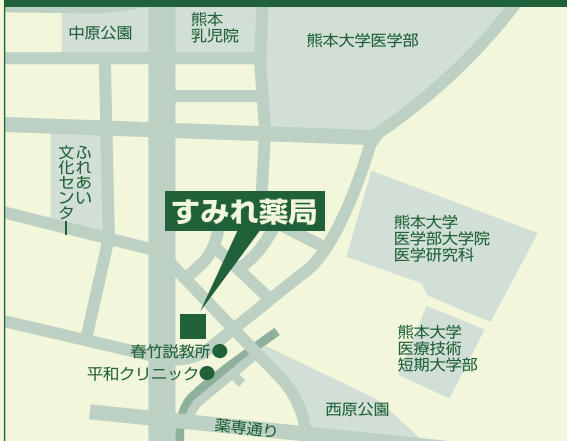 中原公園
熊本
乳児院
熊本大学医学部
ふれあい
文化センター
すみれ薬局
熊本大学
医学部大学院
医学研究科
熊本大学
医療技術
短期大学部
春竹説教所
平和クリニック
西原公園
薬専通り